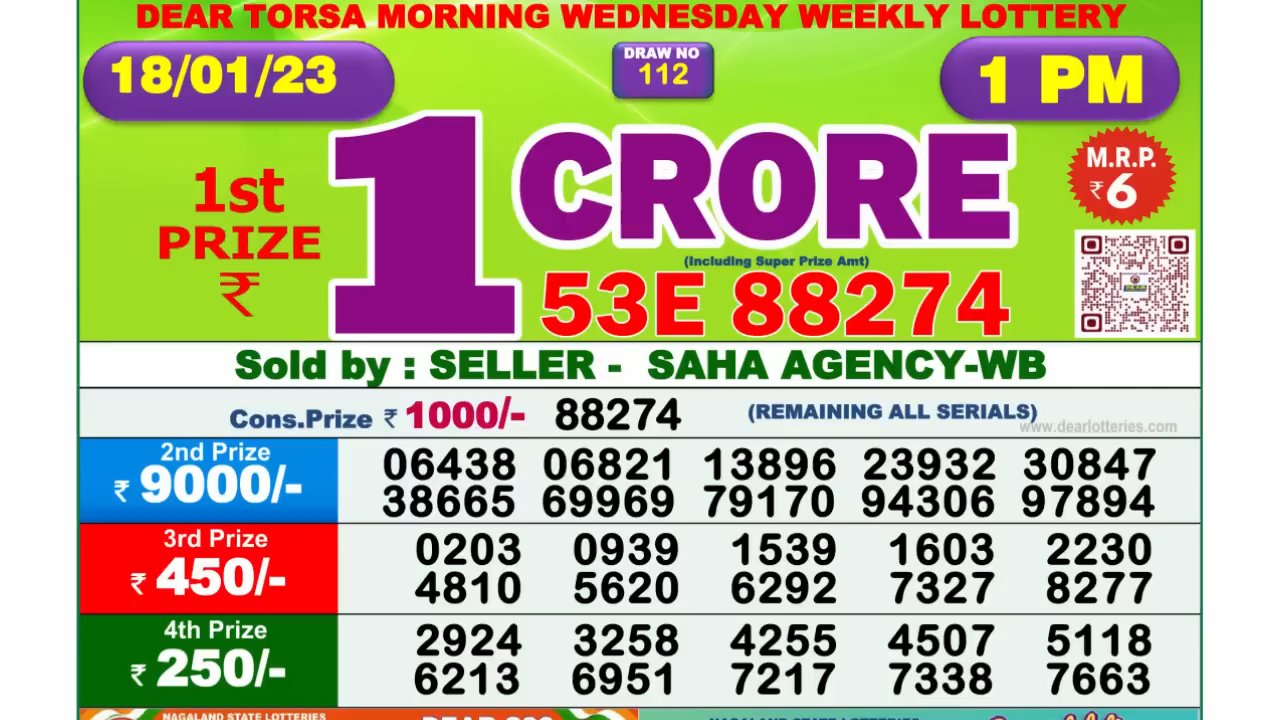 DEAR TORSA MORNING WEDNESDAY WEEKLY LOTTERY
18/01/23
DRAW NO
112
1 PM
1st
PRIZE
₹
1 CRORE
(Including Super Prize Amt)
53E 88274
M.R.P.
₹6
Sold by : SELLER - SAHA AGENCY-WB
Cons.Prize ₹ 1000/- 88274 (REMAINING ALL SERIALS)
www.dearlotteries.com
2nd Prize
₹ 9000/-
06438 06821 13896 23932 30847
38665 69969 79170 94306 97894
3rd Prize
₹ 450/-
0203 0939 1539 1603 2230
4810 5620 6292 7327 8277
4th Prize
₹ 250/-
2924 3258 4255 4507 5118
6213 6951 7217 7338 7663
NAGALAND STATE LOTTERIES